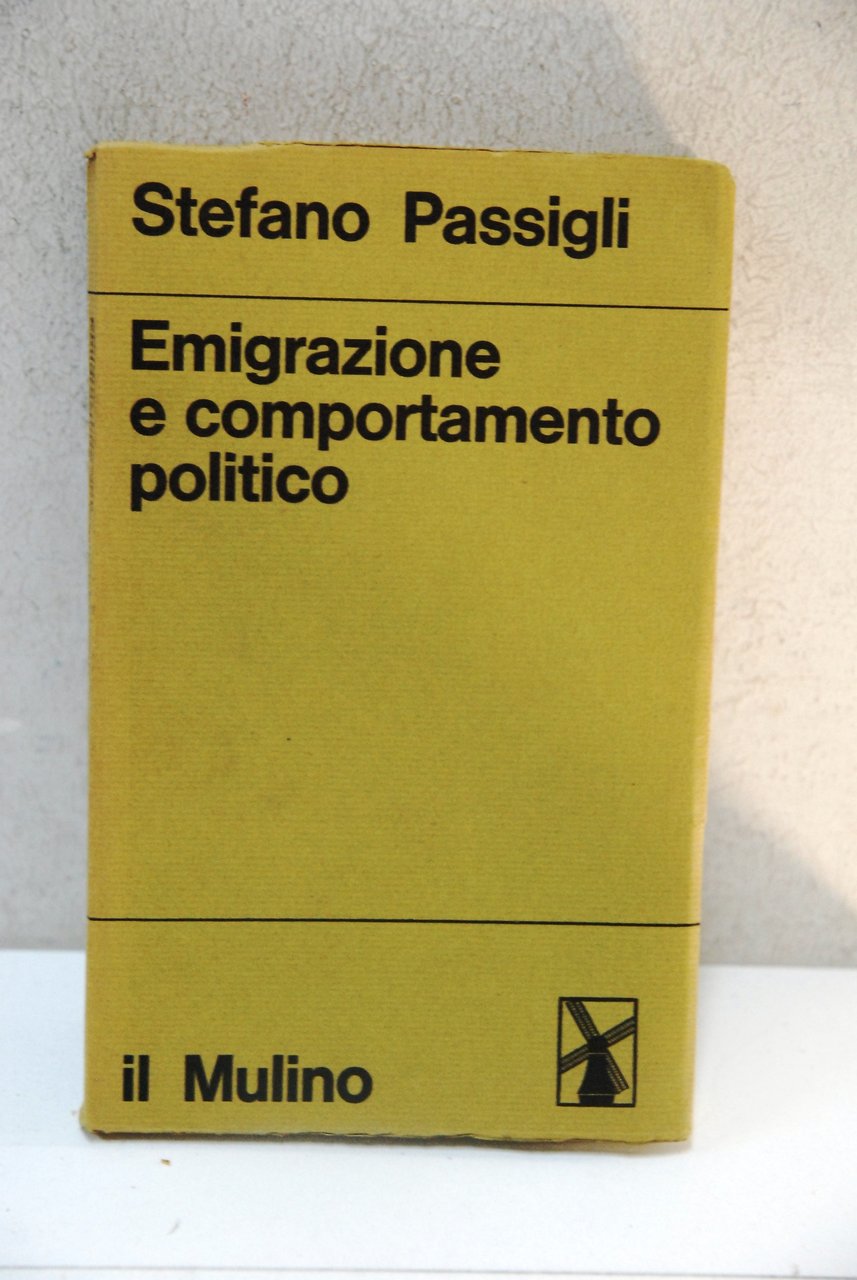 Stefano Passigli
Emigrazione
e comportamento
politico
il Mulino